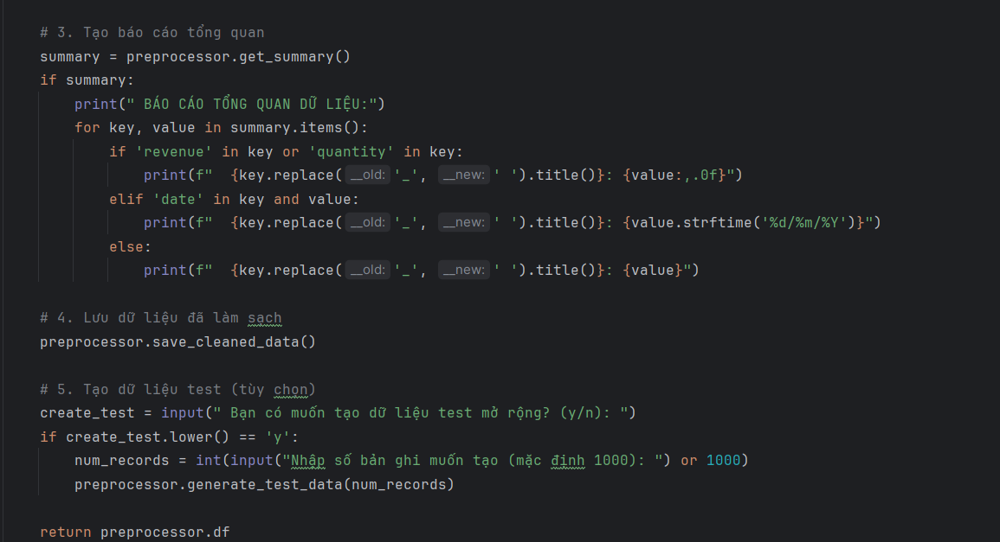 # 3. Tạo báo cáo tổng quan
summary = preprocessor.get_summary()
if summary:
print(" BÁO CÁO TỔNG QUAN DỮ LIỆU:")
for key, value in summary.items():
if 'revenue' in key or 'quantity' in key:
print(f"  {key.replace( __old: '_', __new: ' ').title()}: {value:,.0f}")
elif 'date' in key and value:
print(f"  {key.replace( __old: '_', __new: ' ').title()}: {value.strftime('%d/%m/%Y')}")
else:
print(f"  {key.replace( __old: '_', __new: ' ').title()}: {value}")
# 4. Lưu dữ liệu đã làm sạch
preprocessor.save_cleaned_data()
# 5. Tạo dữ liệu test (tùy chọn)
create_test = input(" Bạn có muốn tạo dữ liệu test mở rộng? (y/n): ")
if create_test.lower() == 'y':
num_records = int(input("Nhập số bản ghi muốn tạo (mặc định 1000): ") or 1000)
preprocessor.generate_test_data(num_records)
return preprocessor.df